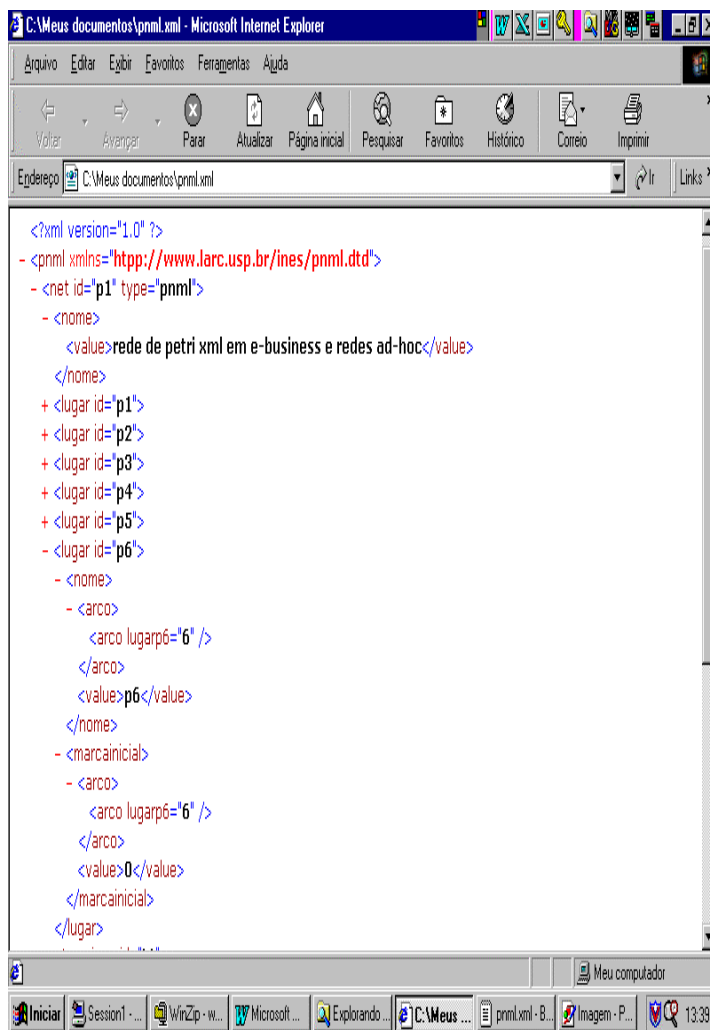 C:\Meus documentos\pnml.xml - Microsoft Internet Explorer
Arquivo Editar Exibir Favoritos Ferramentas Ajuda
Voltar Avançar Parar Atualizar Página inicial Pesquisar Favoritos Histórico Correio Imprimir
Endereço C:\Meus documentos\pnml.xml Ir Links
<?xml version="1.0" ?>
- <pnml xmlns="htpp://www.larc.usp.br/ines/pnml.dtd">
- <net id="p1" type="pnml">
- <nome>
<value>rede de petri xml em e-business e redes ad-hoc</value>
</nome>
+ <lugar id="p1">
+ <lugar id="p2">
+ <lugar id="p3">
+ <lugar id="p4">
+ <lugar id="p5">
- <lugar id="p6">
- <nome>
- <arco>
<arco lugarp6="6" />
</arco>
<value>p6</value>
</nome>
- <marcainicial>
- <arco>
<arco lugarp6="6" />
</arco>
<value>0</value>
</marcainicial>
</lugar>
Meu computador
Iniciar Session1 - ... WinZip - w... Microsoft ... Explorando ... C:\Meus ... pnml.xml - B... Imagem - P... 13:39